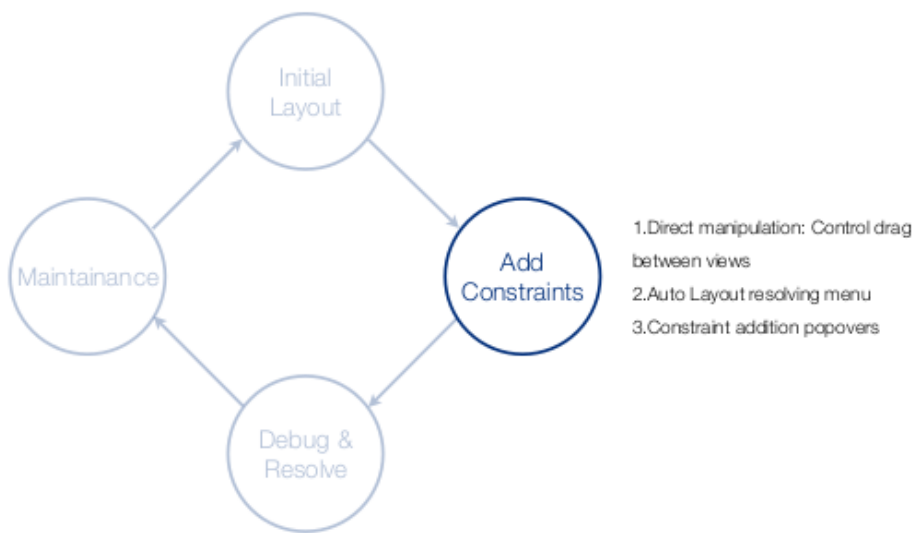 Initial
Layout
Maintainance
Add
Constraints
1.Direct manipulation: Control drag
between views
2.Auto Layout resolving menu
3.Constraint addition popovers
Debug &
Resolve